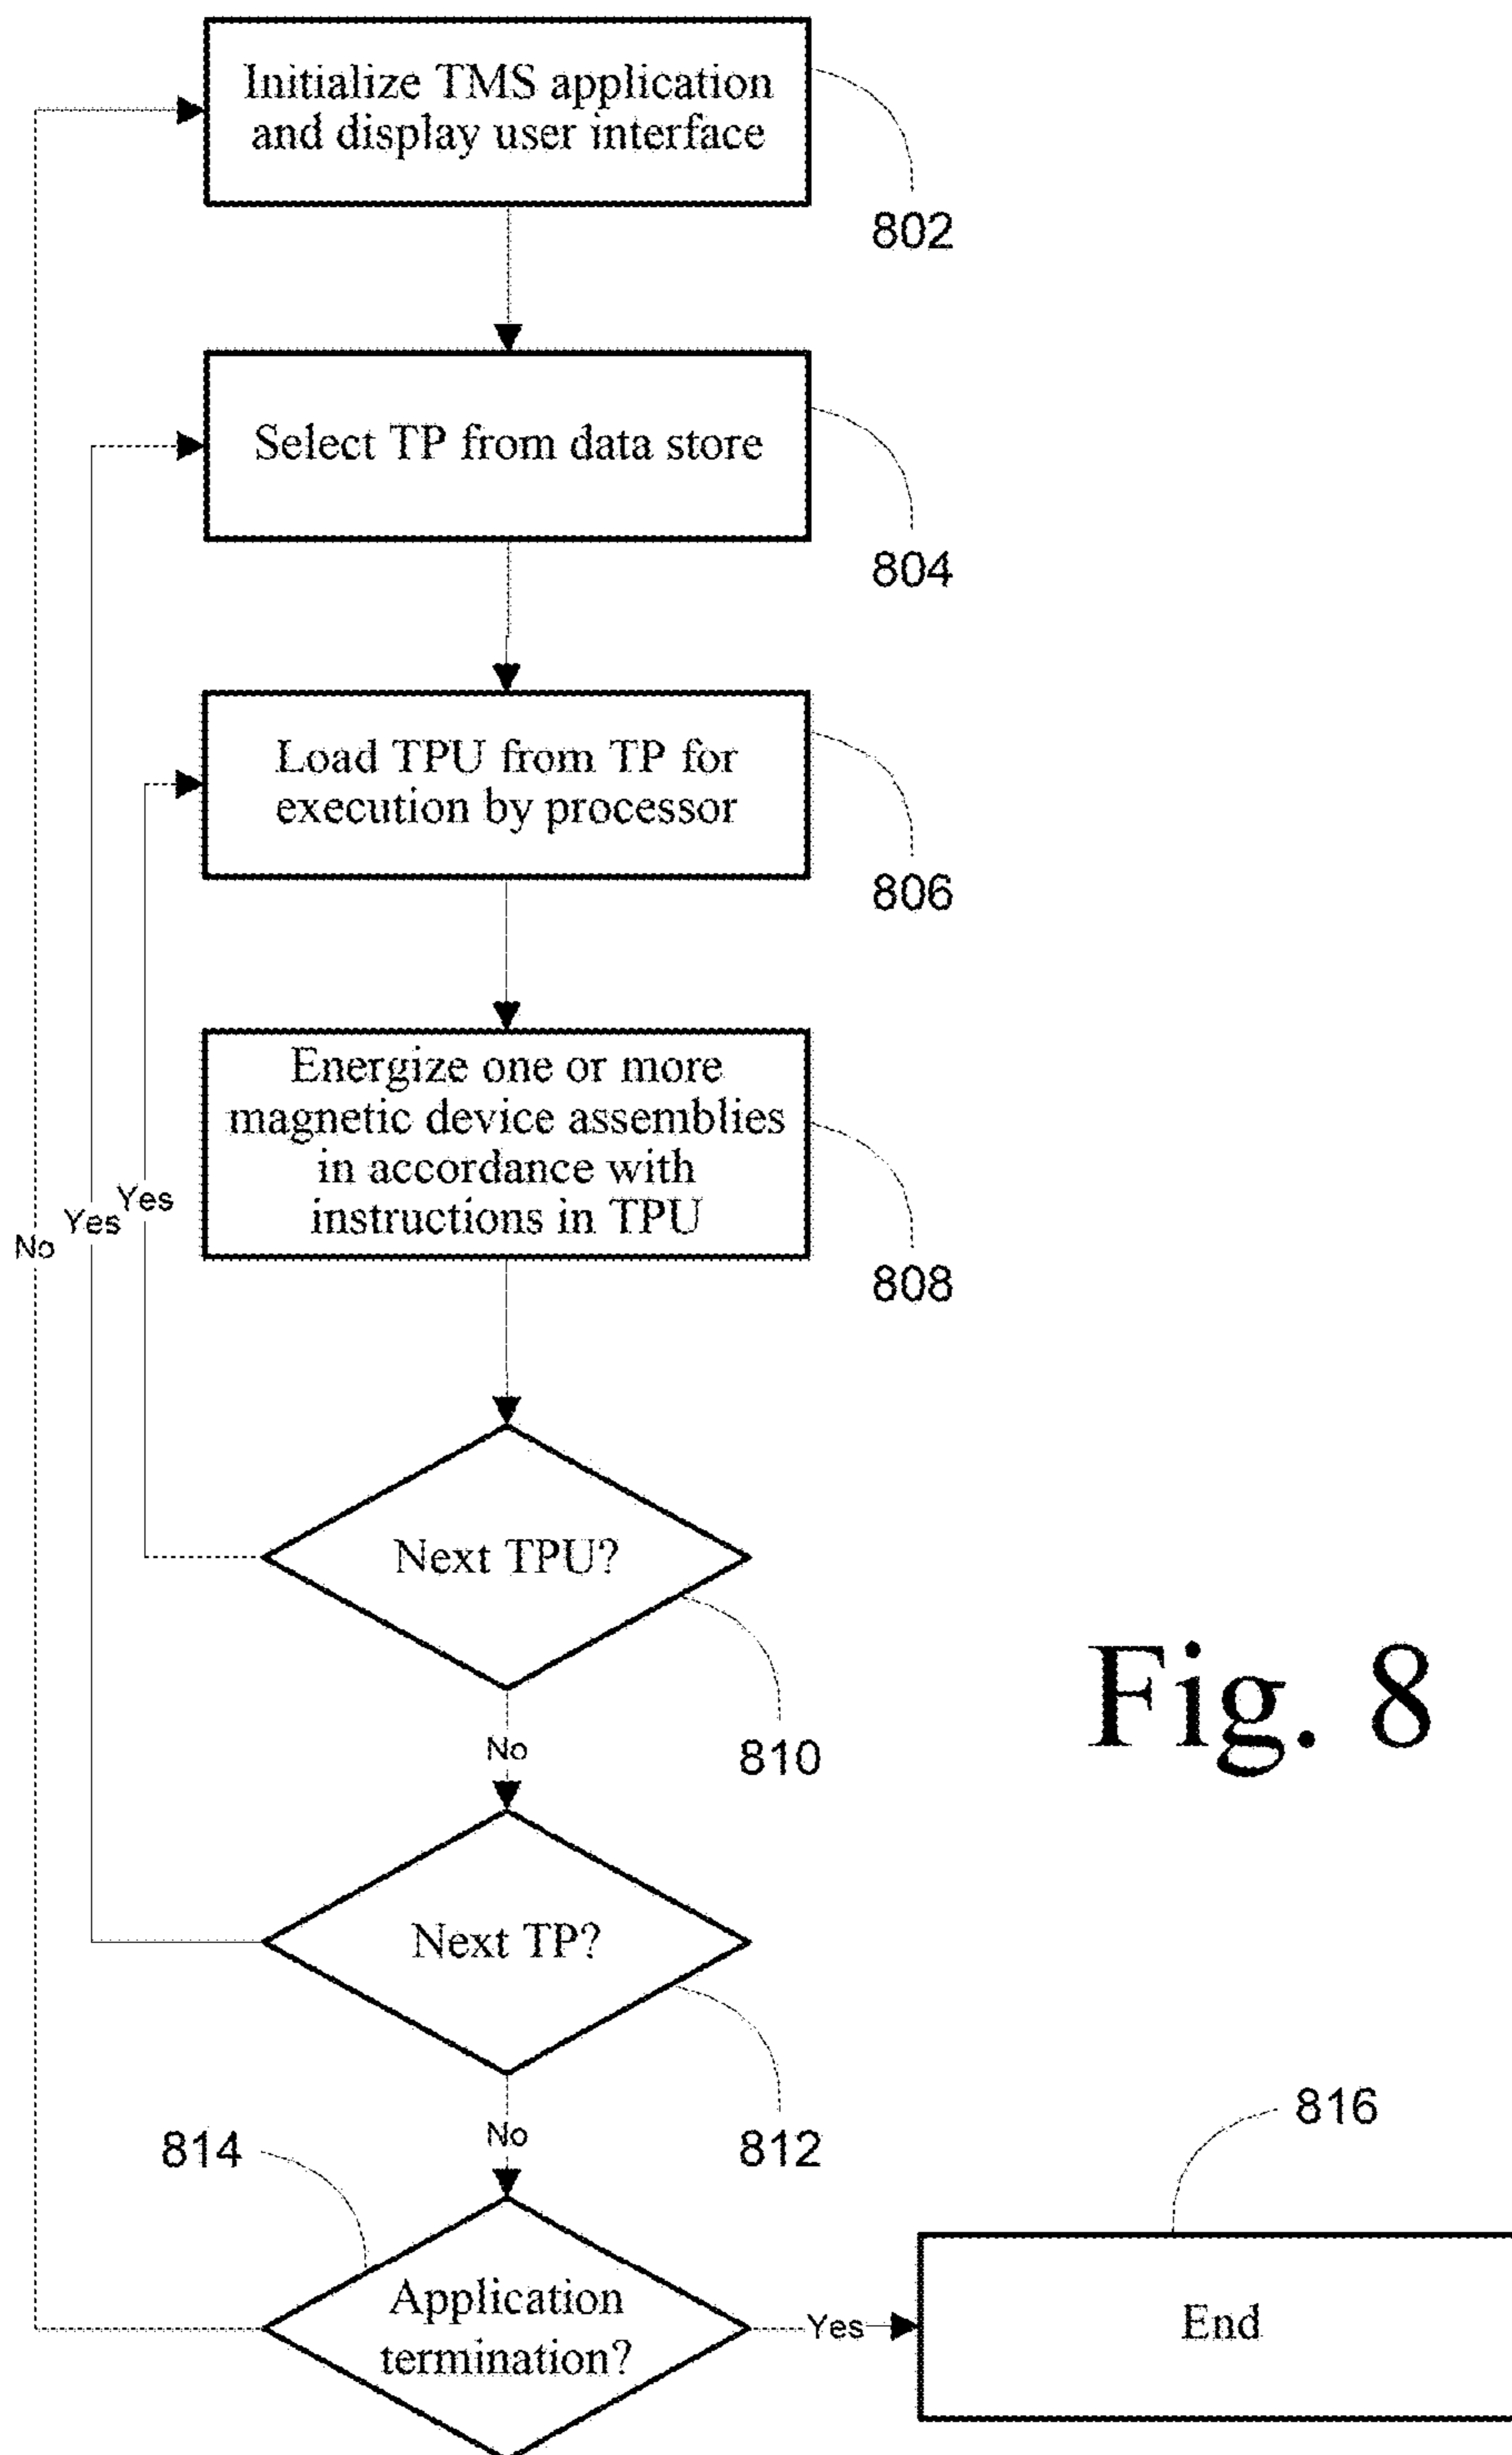 Initialize TMS application
and display user interface
802
Select TP from data store
804
Load TPU from TP for
execution by processor
806
Energize one or more
magnetic device assemblies
in accordance with
instructions in TPU
808
Yes
Yes
No
Next TPU?
810
No
Fig. 8
Next TP?
812
No
814
816
Application
termination?
Yes
End